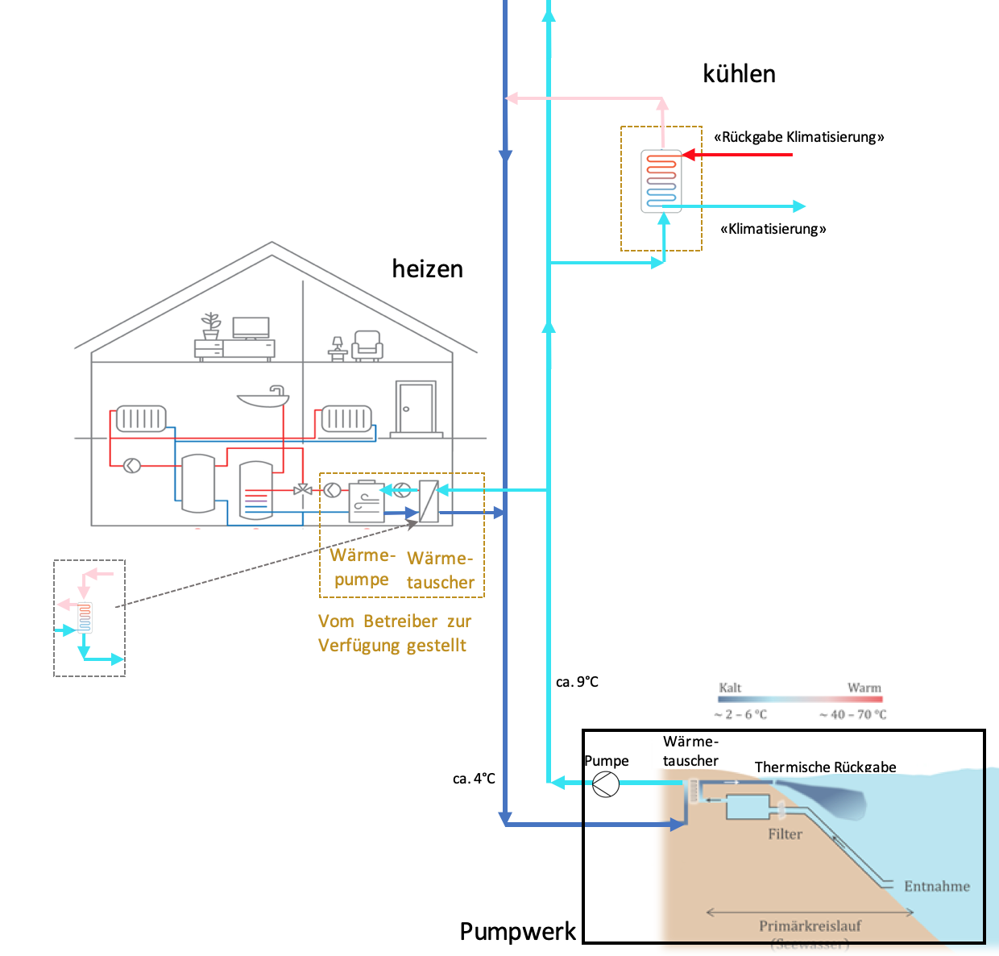 kühlen
«Rückgabe Klimatisierung»
«Klimatisierung»
heizen
Wärme-
pumpe
Wärme-
tauscher
Vom Betreiber zur
Verfügung gestellt
ca. 9°C
Kalt
Warm
~ 2 – 6 °C
~ 40 – 70 °C
Wärme-
tauscher
Pumpe
Thermische Rückgabe
ca. 4°C
Filter
Entnahme
Primärkreislauf
(Seewasser)
Pumpwerk